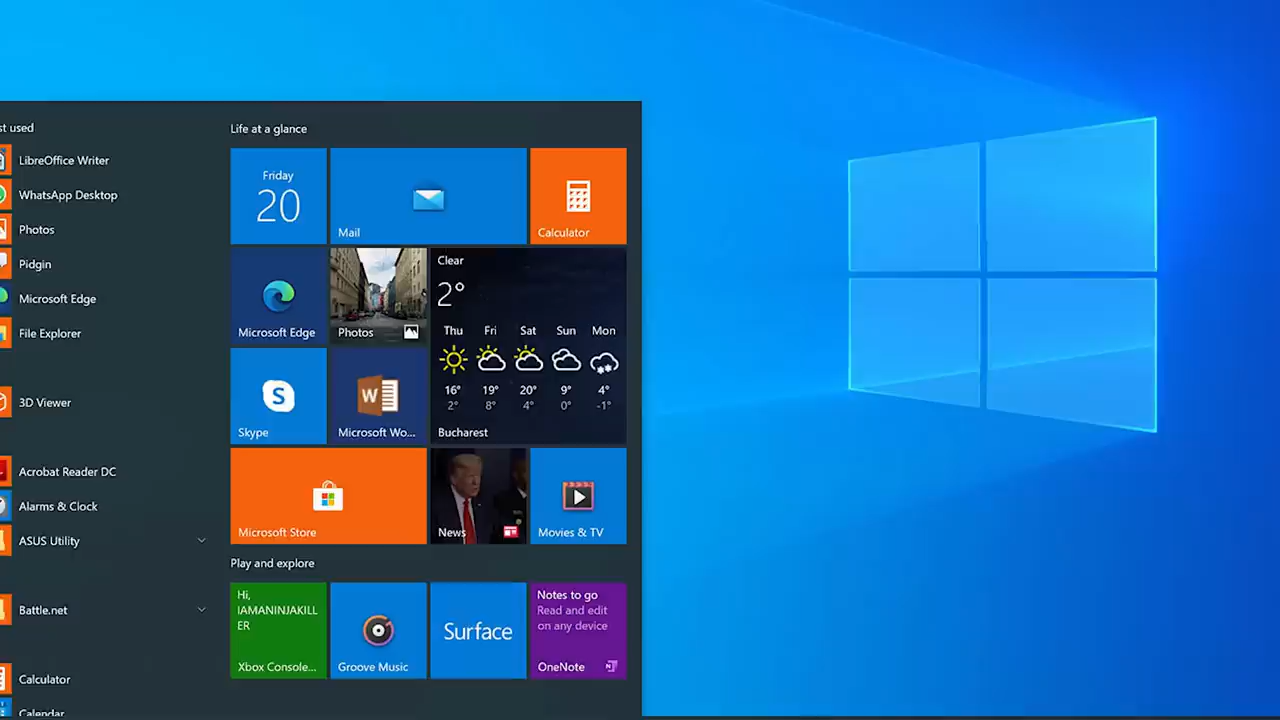 st used
LibreOffice Writer
WhatsApp Desktop
Photos
Pidgin
Microsoft Edge
File Explorer
3D Viewer
Acrobat Reader DC
Alarms & Clock
ASUS Utility
Battle.net
Calculator
Calendar
Life at a glance
Friday
20
Mail
Calculator
Microsoft Edge
Photos
Clear
2°
Thu Fri Sat Sun Mon
16° 19° 20° 9° 4°
2° 8° 4° 0° -1°
Bucharest
S
Skype
W
Microsoft Wo...
Microsoft Store
News
Movies & TV
Play and explore
Hi,
IAMANINJAKILL
ER
Xbox Console...
Groove Music
Surface
Notes to go
Read and edit
on any device
OneNote